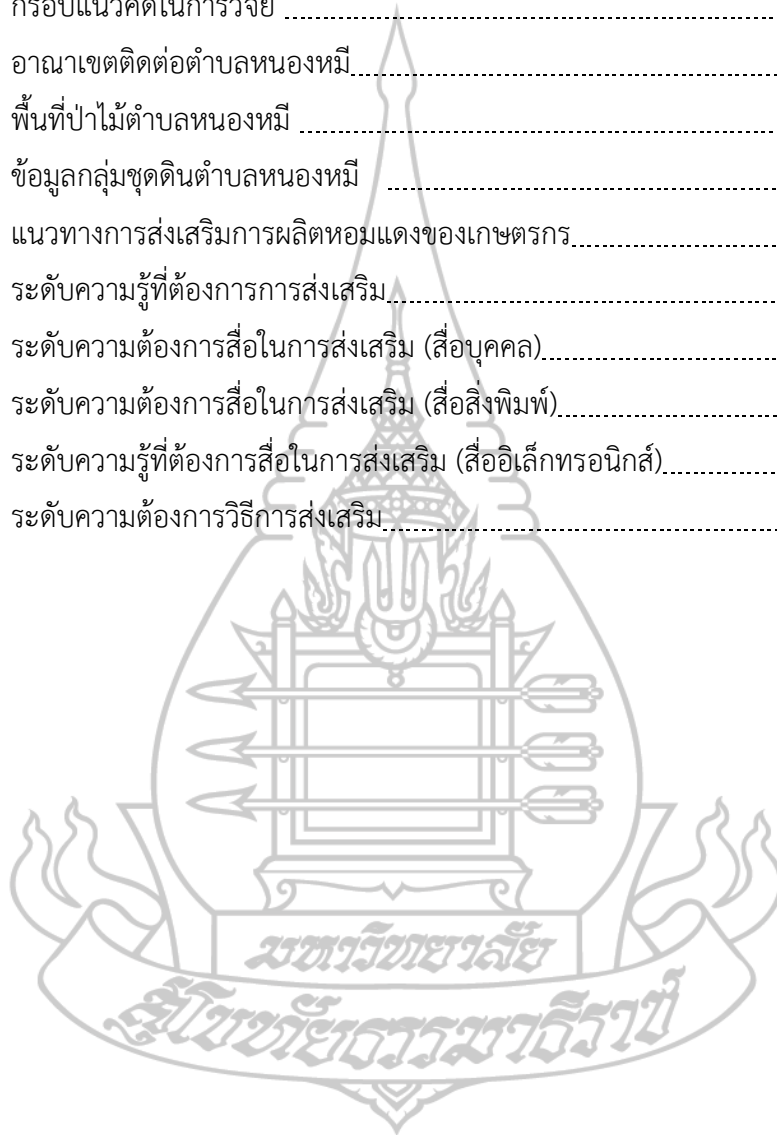 กรอบแนวคิดในการวิจัย
อาณาเขตติดต่อตำบลหนองหมี
พื้นที่ป่าไม้ตำบลหนองหมี
ข้อมูลกลุ่มชุดดินตำบลหนองหมี
แนวทางการส่งเสริมการผลิตหอมแดงของเกษตรกร
ระดับความรู้ที่ต้องการการส่งเสริม
ระดับความต้องการสื่อในการส่งเสริม (สื่อบุคคล)
ระดับความต้องการสื่อในการส่งเสริม (สื่อสิ่งพิมพ์)
ระดับความรู้ที่ต้องการสื่อในการส่งเสริม (สื่ออิเล็กทรอนิกส์)
ระดับความต้องการวิธีการส่งเสริม
มหาวิทยาลัย
สุโขทัยธรรมาธิราช